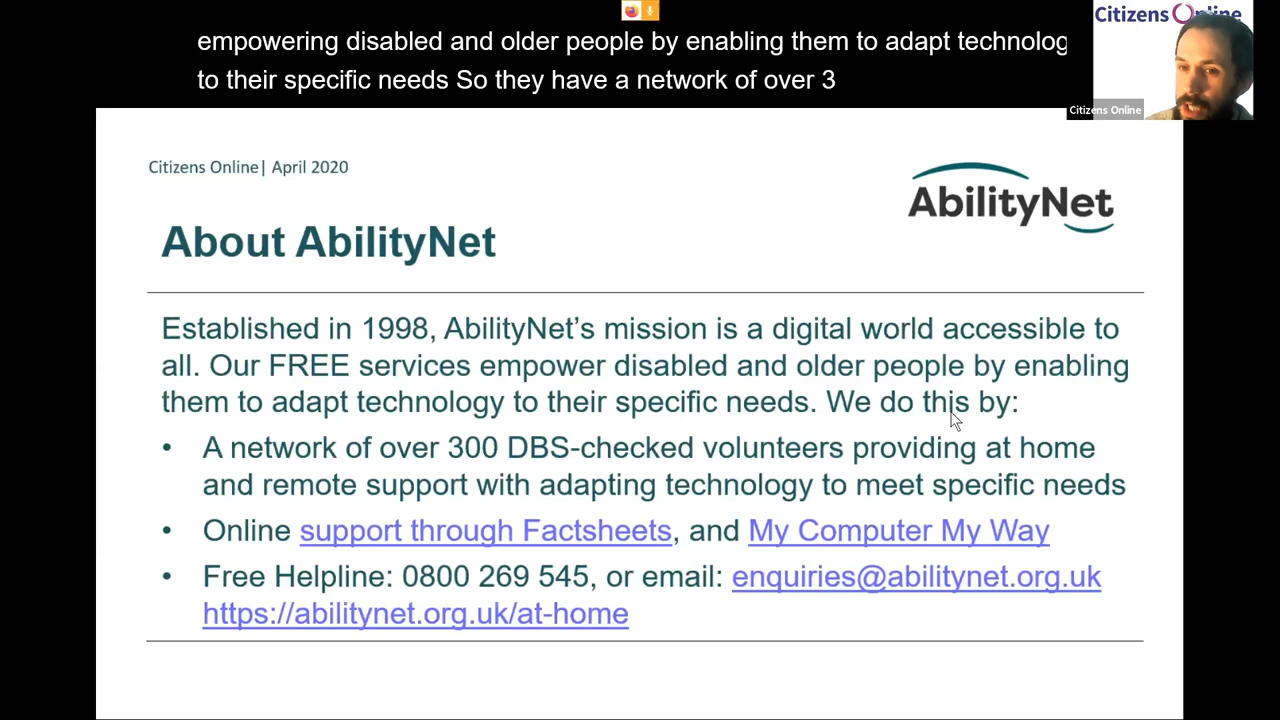 empowering disabled and older people by enabling them to adapt technolog
to their specific needs So they have a network of over 3
Citizens Online
Citizens Online
Citizens Online| April 2020
AbilityNet
About AbilityNet
Established in 1998, AbilityNet’s mission is a digital world accessible to
all. Our FREE services empower disabled and older people by enabling
them to adapt technology to their specific needs. We do this by:
• A network of over 300 DBS-checked volunteers providing at home
and remote support with adapting technology to meet specific needs
• Online support through Factsheets, and My Computer My Way
• Free Helpline: 0800 269 545, or email: enquiries@abilitynet.org.uk
https://abilitynet.org.uk/at-home